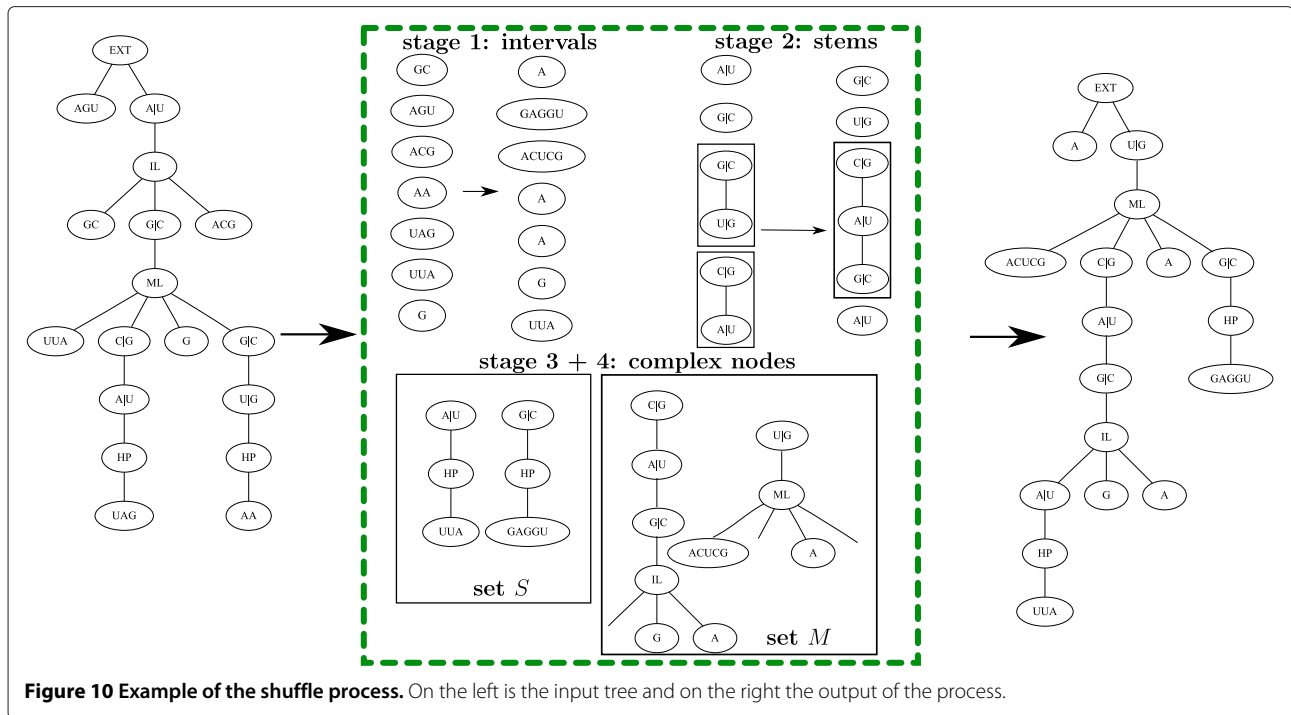 EXT
AGU A|U
IL
GC G|C ACG
ML
UUA C|G G G|C
A|U U|G
HP HP
UAG AA
stage 1: intervals
GC A
AGU GAGGU
ACG ACUCG
AA A
UAG A
UUA G
G UUA
stage 2: stems
A|U G|C
G|C U|G
G|C C|G
U|G A|U
C|G G|C
A|U A|U
stage 3 + 4: complex nodes
A|U G|C
HP HP
UUA GAGGU
set S
C|G
A|U U|G
G|C ML
ACUCG A
IL
G A
set M
EXT
A U|G
ML
ACUCG C|G A G|C
A|U HP
G|C GAGGU
IL
A|U G A
HP
UUA
Figure 10 Example of the shuffle process. On the left is the input tree and on the right the output of the process.